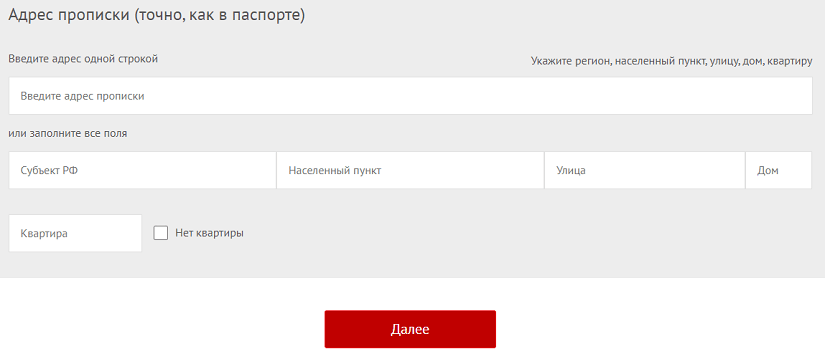 Адрес прописки (точно, как в паспорте)
Введите адрес одной строкой
Укажите регион, населенный пункт, улицу, дом, квартиру
Введите адрес прописки
или заполните все поля
Субъект РФ
Населенный пункт
Улица
Дом
Квартира
Нет квартиры
Далее